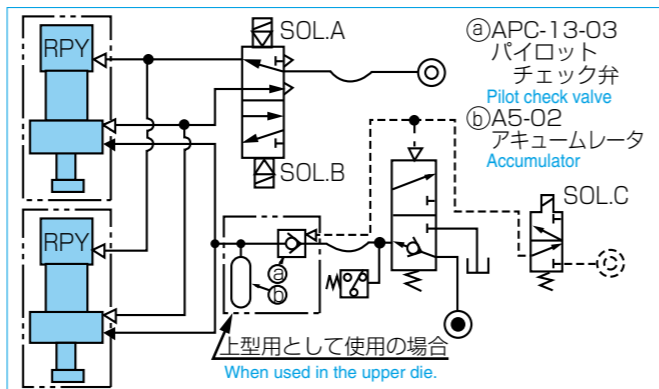 RPY
SOL.A
ⓐAPC-13-03
パイロット
チェック弁
Pilot check valve
ⓑA5-02
アキュームレータ
Accumulator
SOL.B
SOL.C
RPY
ⓐ
ⓑ
上型用として使用の場合
When used in the upper die.